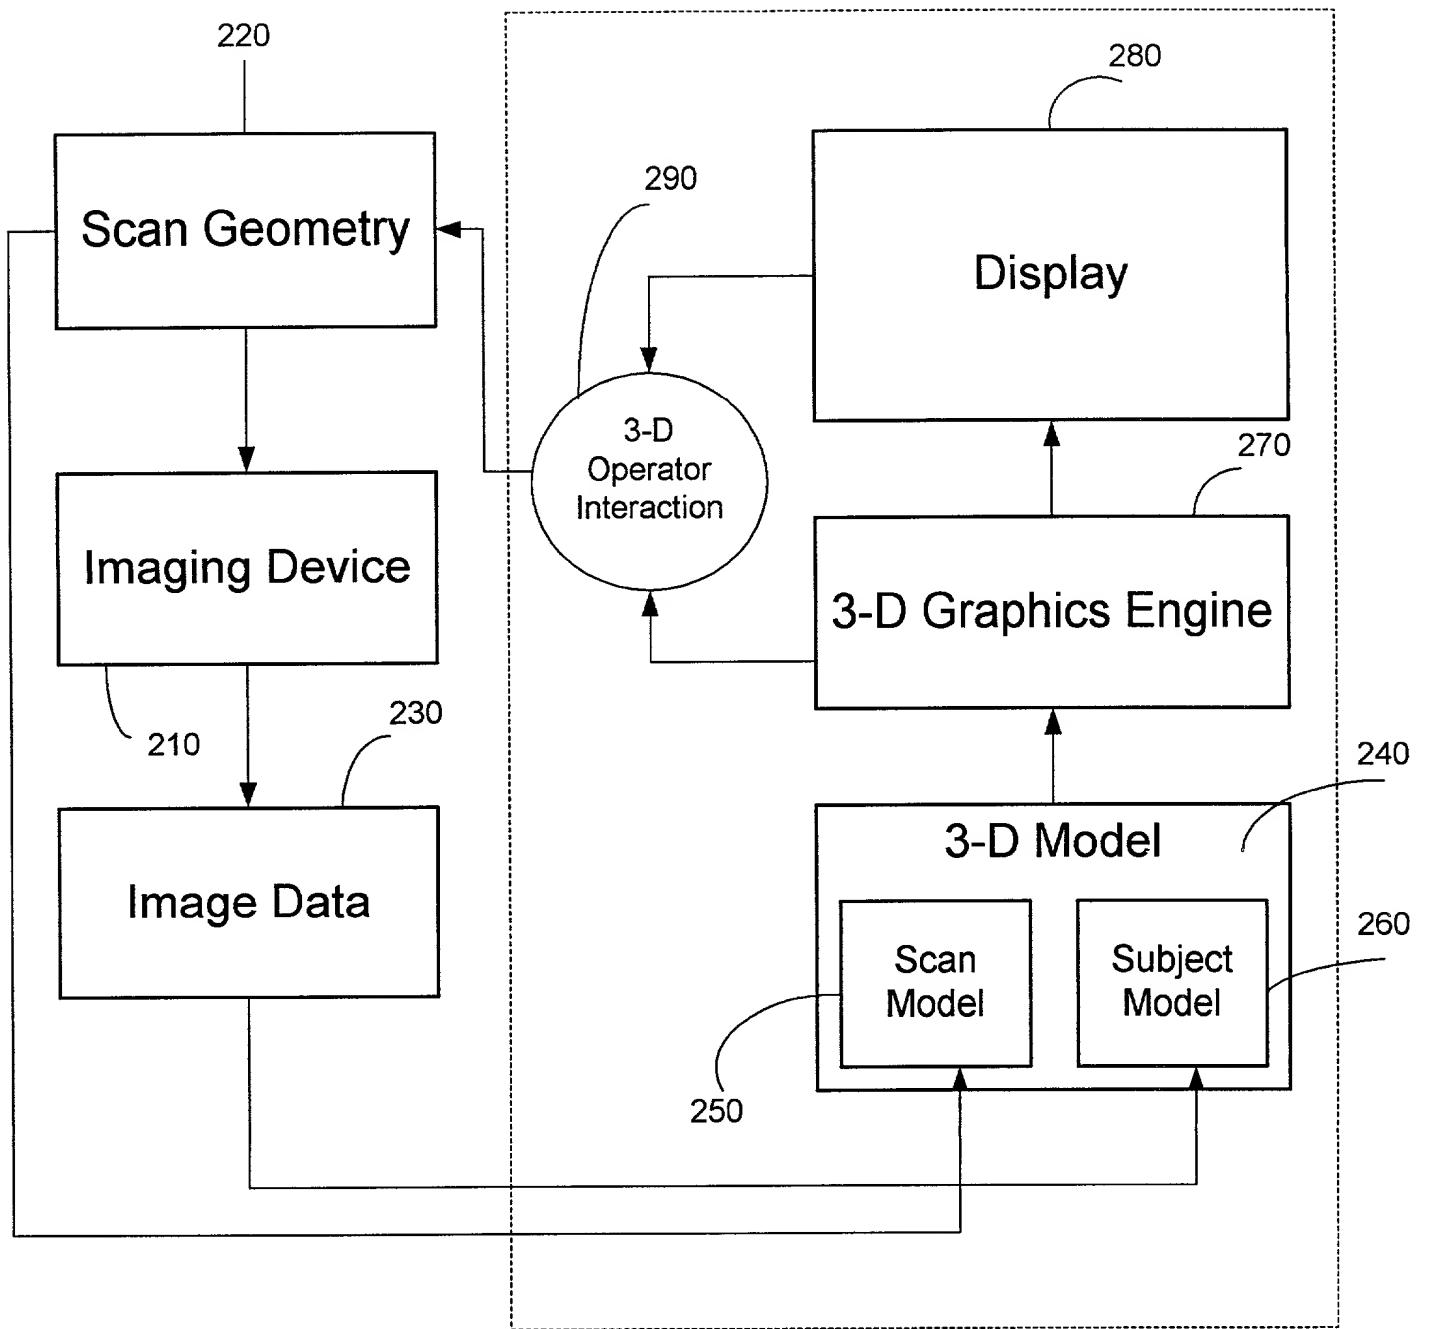 220
280
290
Scan Geometry
Display
3-D
Operator
Interaction
270
Imaging Device
3-D Graphics Engine
210
230
240
3-D Model
Image Data
260
Scan
Model
Subject
Model
250